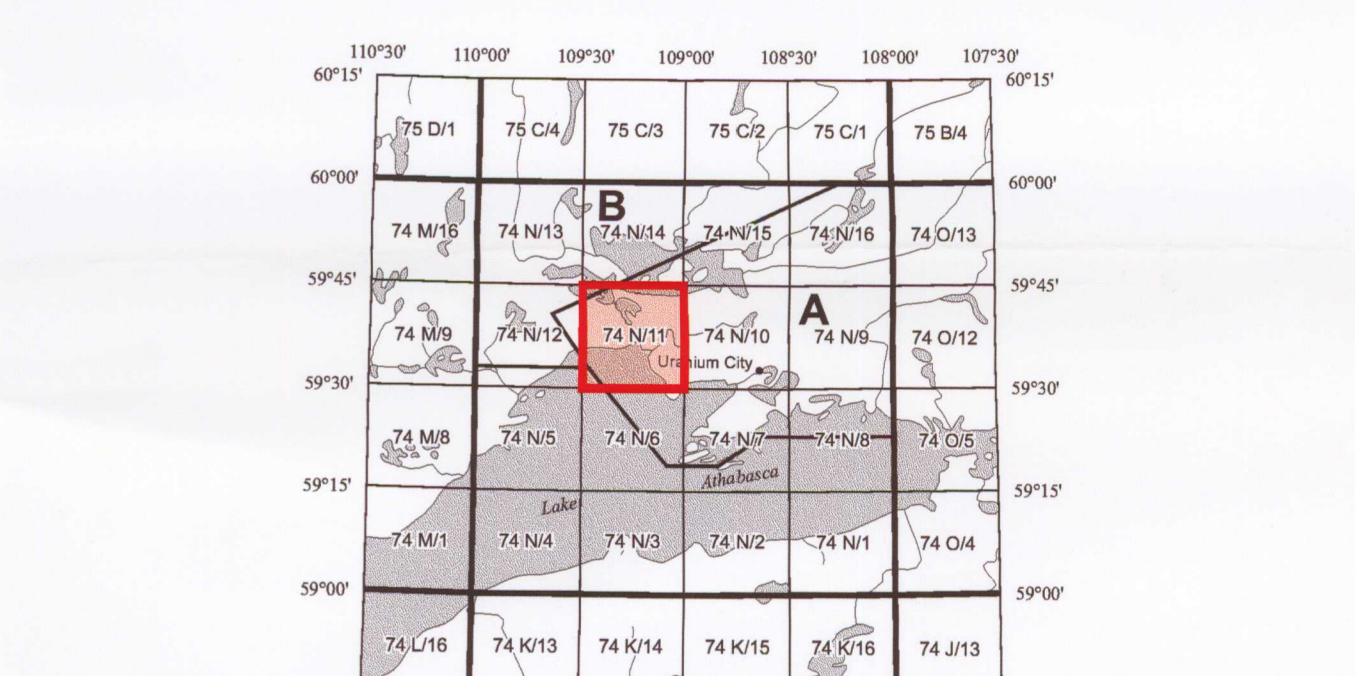 110°30' 110°00' 109°30' 109°00' 108°30' 108°00' 107°30'
60°15' 60°15'
75 D/1 75 C/4 75 C/3 75 C/2 75 C/1 75 B/4
60°00' 60°00'
B
74 M/16 74 N/13 74 N/14 74 N/15 74 N/16 74 O/13
59°45' 59°45'
A
74 M/9 74 N/12 74 N/11 74 N/10 74 N/9 74 O/12
Uranium City
59°30' 59°30'
74 M/8 74 N/5 74 N/6 74 N/7 74 N/8 74 O/5
Athabasca
59°15' 59°15'
Lake
74 M/1 74 N/4 74 N/3 74 N/2 74 N/1 74 O/4
59°00' 59°00'
74 L/16 74 K/13 74 K/14 74 K/15 74 K/16 74 J/13